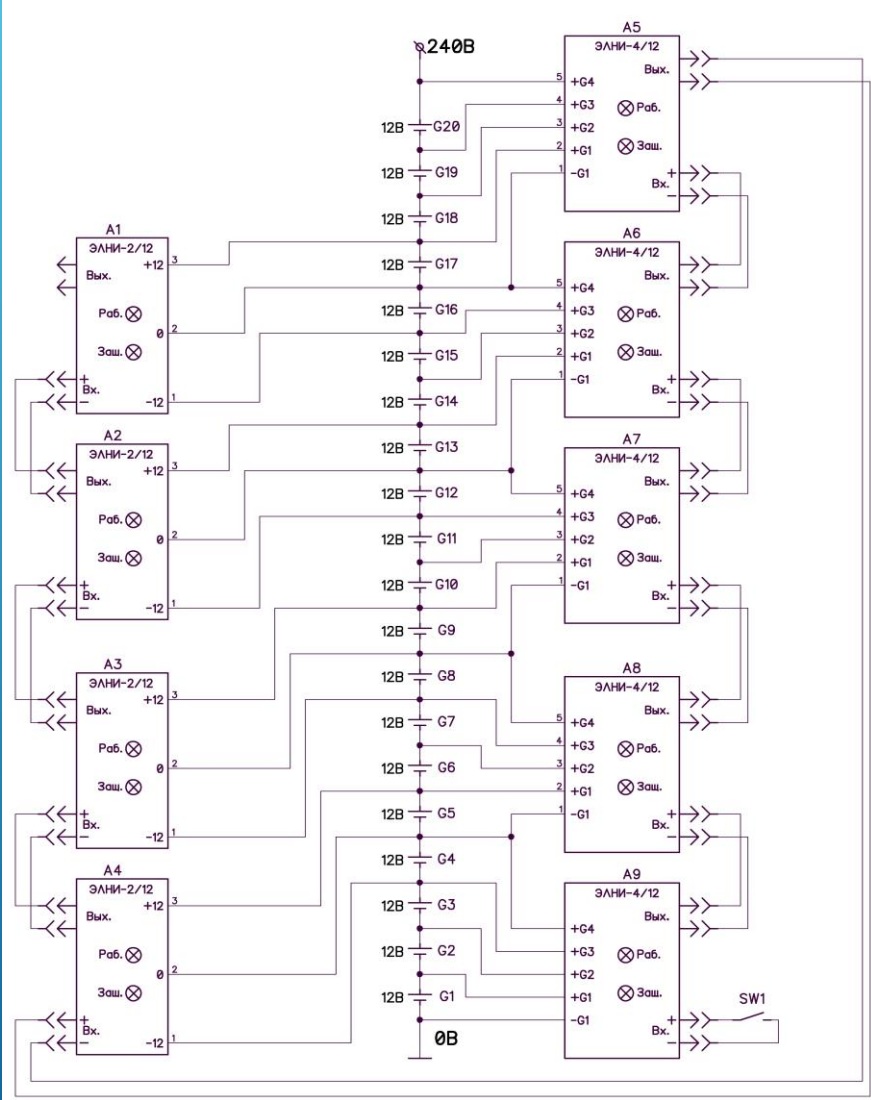 240В
A5
ЭЛНИ-4/12
Вых.
5 +G4
4 +G3
3 +G2
2 +G1
1 -G1
Раб.
Защ.
+
Вх.
-
12В G20
12В G19
12В G18
12В G17
12В G16
12В G15
12В G14
12В G13
12В G12
12В G11
12В G10
12В G9
12В G8
12В G7
12В G6
12В G5
12В G4
12В G3
12В G2
12В G1
0В
A1
ЭЛНИ-2/12
+12 3
Вых.
Раб.
0 2
Защ.
+
Вх.
-
-12 1
A2
ЭЛНИ-2/12
+12 3
Вых.
Раб.
0 2
Защ.
+
Вх.
-
-12 1
A3
ЭЛНИ-2/12
+12 3
Вых.
Раб.
0 2
Защ.
+
Вх.
-
-12 1
A4
ЭЛНИ-2/12
+12 3
Вых.
Раб.
0 2
Защ.
+
Вх.
-
-12 1
A6
ЭЛНИ-4/12
Вых.
5 +G4
4 +G3
3 +G2
2 +G1
1 -G1
Раб.
Защ.
+
Вх.
-
A7
ЭЛНИ-4/12
Вых.
5 +G4
4 +G3
3 +G2
2 +G1
1 -G1
Раб.
Защ.
+
Вх.
-
A8
ЭЛНИ-4/12
Вых.
5 +G4
4 +G3
3 +G2
2 +G1
1 -G1
Раб.
Защ.
+
Вх.
-
A9
ЭЛНИ-4/12
Вых.
+G4
+G3
+G2
+G1
-G1
Раб.
Защ.
+
Вх.
-
SW1